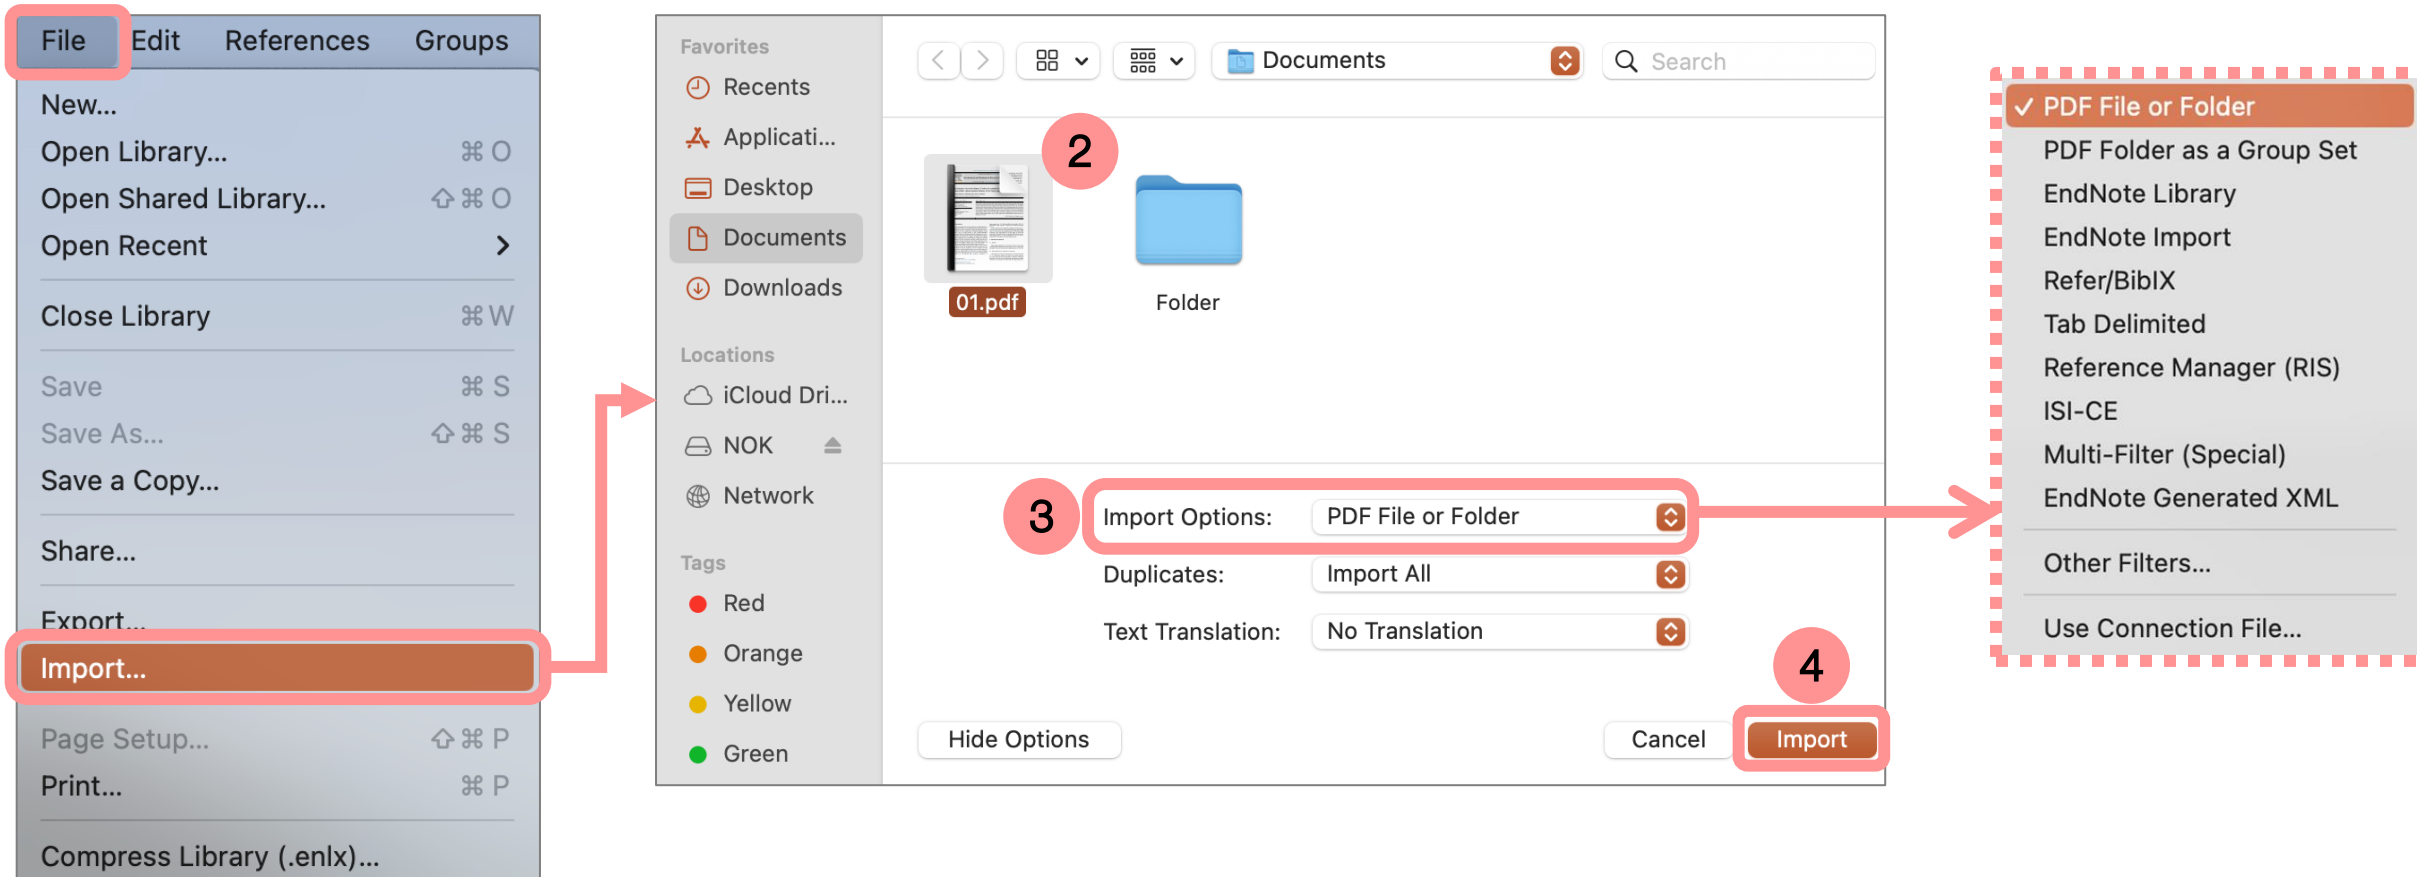 File Edit References Groups
New...
Open Library... ⌘ O
Open Shared Library... ⇧ ⌘ O
Open Recent
Close Library ⌘ W
Save ⌘ S
Save As... ⇧ ⌘ S
Save a Copy...
Share...
Export...
Import...
Page Setup... ⇧ ⌘ P
Print... ⌘ P
Compress Library (.enlx)...
Favorites
Recents
Applicati...
Desktop
Documents
Downloads
Locations
iCloud Dri...
NOK
Network
Tags
Red
Orange
Yellow
Green
Documents
Search
2
01.pdf
Folder
3
Import Options: PDF File or Folder
Duplicates: Import All
Text Translation: No Translation
4
Hide Options
Cancel
Import
✓ PDF File or Folder
PDF Folder as a Group Set
EndNote Library
EndNote Import
Refer/BibIX
Tab Delimited
Reference Manager (RIS)
ISI-CE
Multi-Filter (Special)
EndNote Generated XML
Other Filters...
Use Connection File...